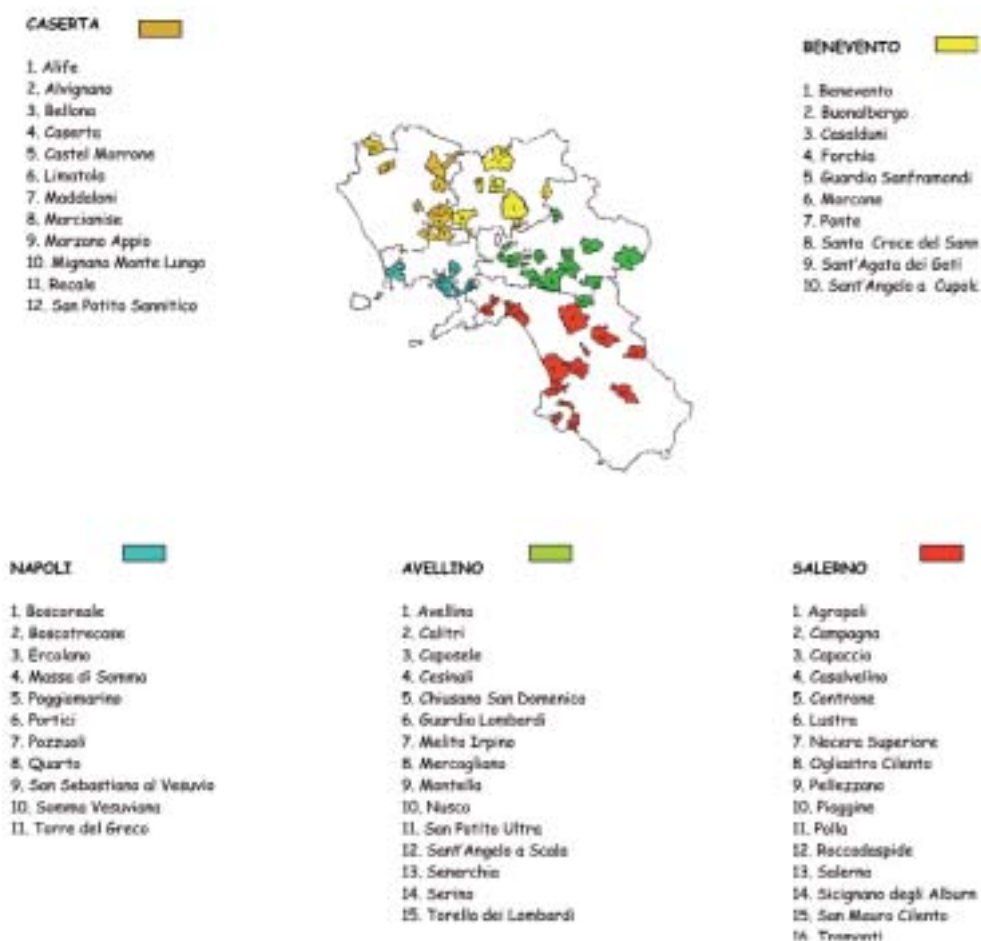 CASERTA
1. Alife
2. Alvignano
3. Bellona
4. Caserta
5. Castel Morrone
6. Limatola
7. Maddaloni
8. Marcianise
9. Marzano Appio
10. Mignano Monte Lungo
11. Recale
12. San Potito Sannitico
BENEVENTO
1. Benevento
2. Buonalbergo
3. Casalduni
4. Forchia
5. Guardia Sanframondi
6. Morcone
7. Ponte
8. Santa Croce del Sann
9. Sant'Agata dei Goti
10. Sant'Angelo a Cupolo
NAPOLI
1. Boscoreale
2. Boscotrecase
3. Ercolano
4. Massa di Somma
5. Poggiomarino
6. Portici
7. Pozzuoli
8. Quarto
9. San Sebastiano al Vesuvio
10. Somma Vesuviana
11. Torre del Greco
AVELLINO
1. Avellino
2. Calitri
3. Caposele
4. Cesinali
5. Chiusano San Domenico
6. Guardia Lombardi
7. Melito Irpino
8. Mercogliano
9. Montella
10. Nusco
11. San Potito Ultra
12. Sant'Angelo a Scala
13. Senerchia
14. Serino
15. Torella dei Lombardi
SALERNO
1. Agropoli
2. Campagna
3. Capaccio
4. Casalvelino
5. Controne
6. Lustra
7. Nocera Superiore
8. Ogliastro Cilento
9. Pellezzano
10. Piaggine
11. Polla
12. Roccadaspide
13. Salerno
14. Sicignano degli Alburn
15. San Mauro Cilento
16. Tramonti